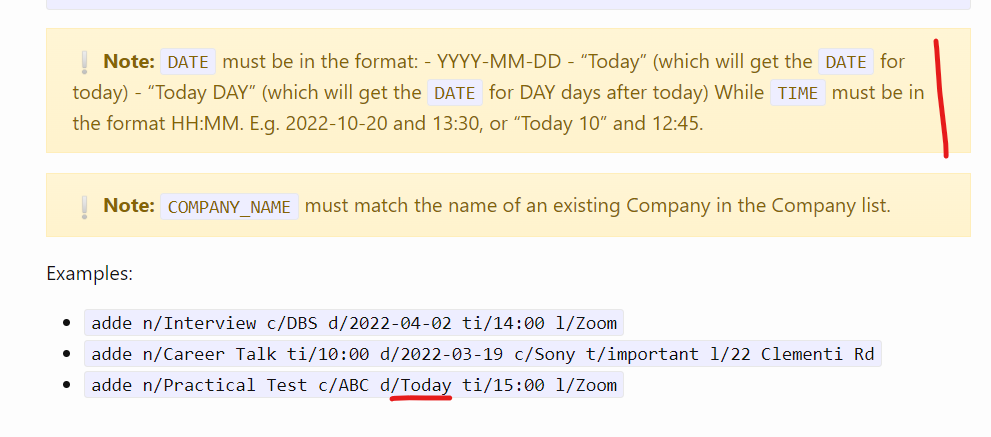 ❕ Note: DATE must be in the format: - YYYY-MM-DD - “Today” (which will get the DATE for
today) - “Today DAY” (which will get the DATE for DAY days after today) While TIME must be in
the format HH:MM. E.g. 2022-10-20 and 13:30, or “Today 10” and 12:45.
❕ Note: COMPANY_NAME must match the name of an existing Company in the Company list.
Examples:
• adde n/Interview c/DBS d/2022-04-02 ti/14:00 l/Zoom
• adde n/Career Talk ti/10:00 d/2022-03-19 c/Sony t/important l/22 Clementi Rd
• adde n/Practical Test c/ABC d/Today ti/15:00 l/Zoom